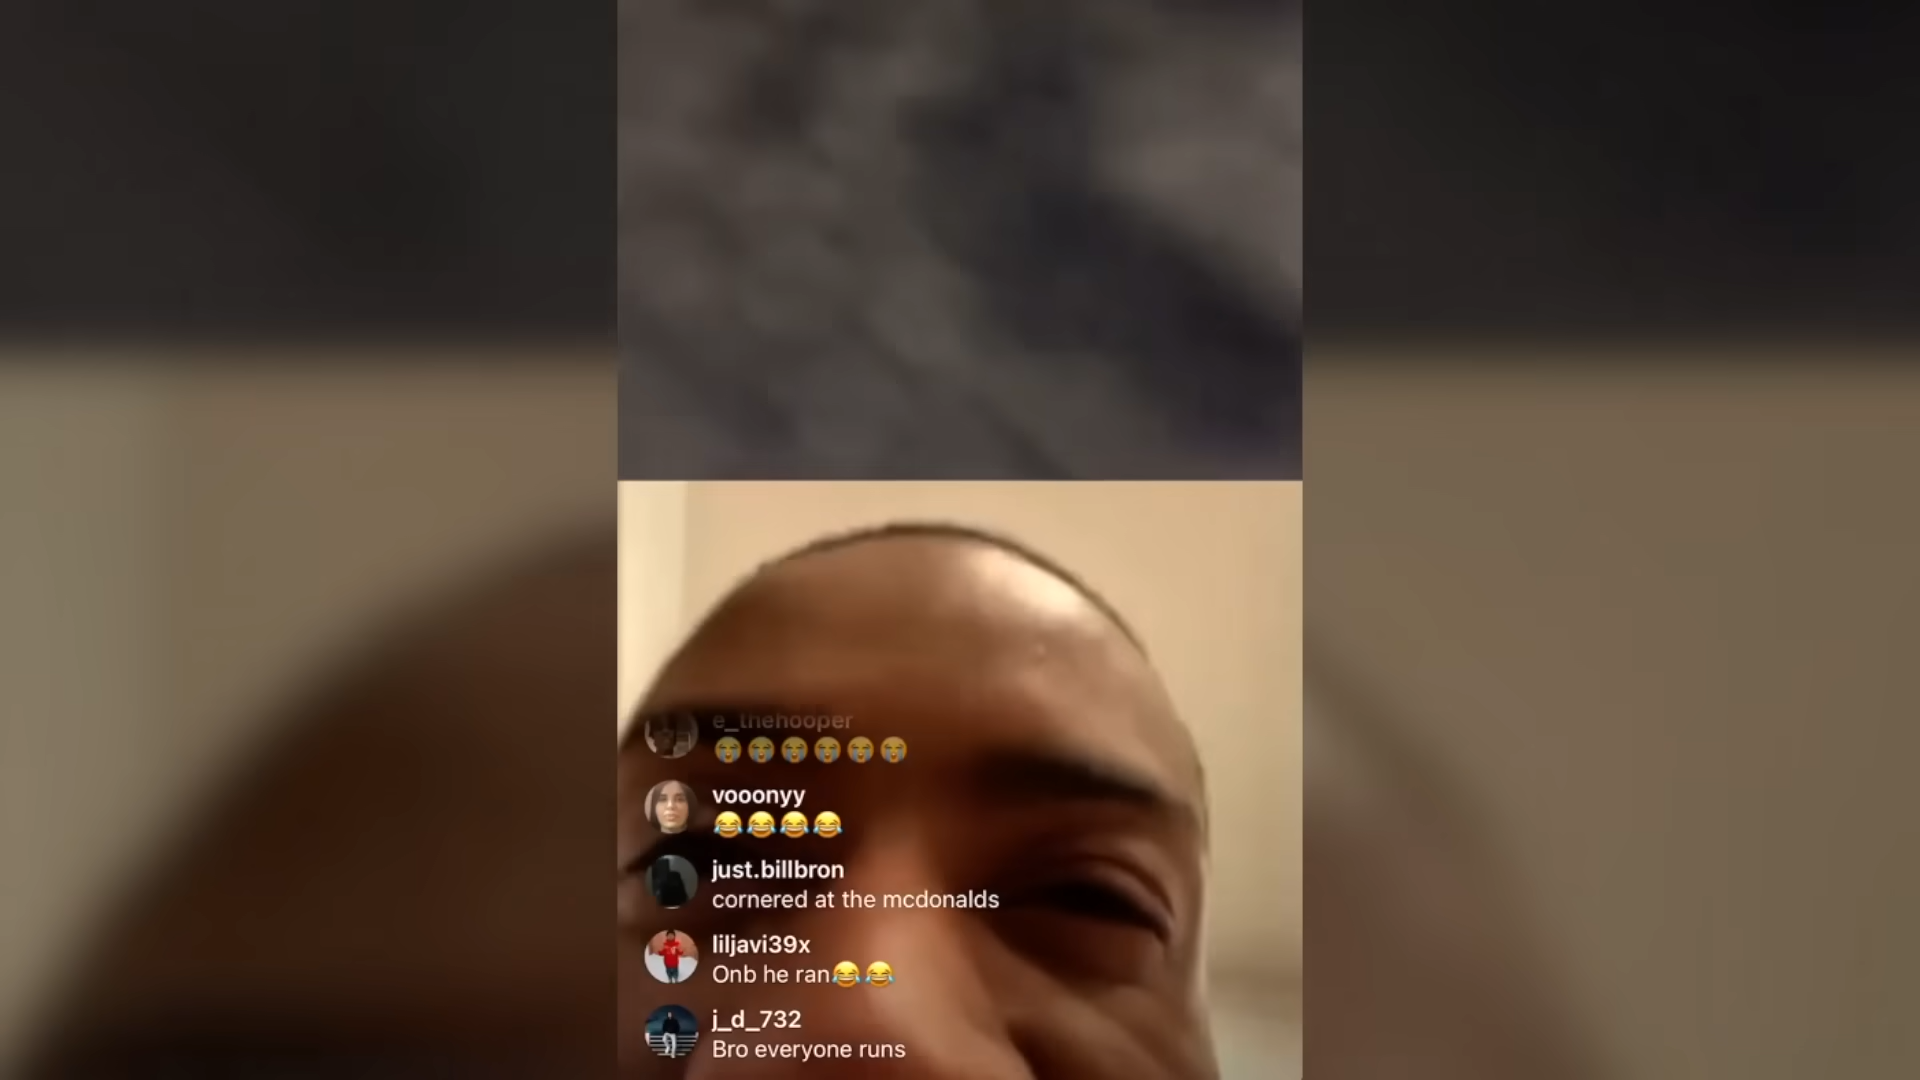 e_thehooper
😭😭😭😭😭😭
vooonyy
😂😂😂😂
just.billbron
cornered at the mcdonalds
liljavi39x
Onb he ran😂😂
j_d_732
Bro everyone runs